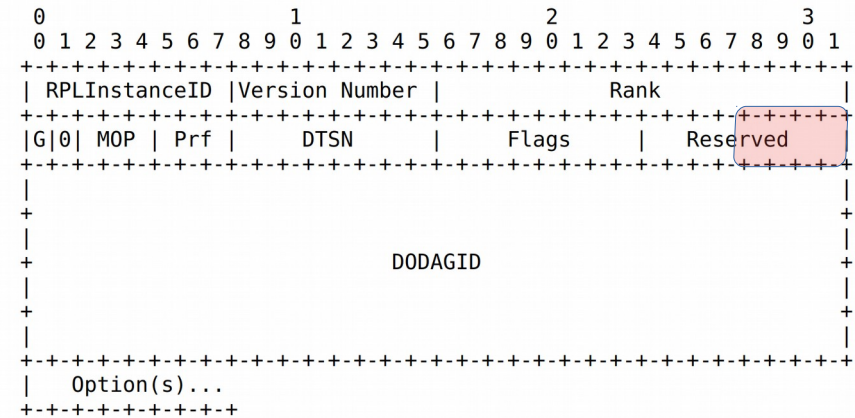 0                   1                   2                   3
 0 1 2 3 4 5 6 7 8 9 0 1 2 3 4 5 6 7 8 9 0 1 2 3 4 5 6 7 8 9 0 1
+-+-+-+-+-+-+-+-+-+-+-+-+-+-+-+-+-+-+-+-+-+-+-+-+-+-+-+-+-+-+-+-+
| RPLInstanceID |Version Number |             Rank              |
+-+-+-+-+-+-+-+-+-+-+-+-+-+-+-+-+-+-+-+-+-+-+-+-+-+-+-+-+-+-+-+-+
|G|0| MOP | Prf |     DTSN      |     Flags     |   Reserved    |
+-+-+-+-+-+-+-+-+-+-+-+-+-+-+-+-+-+-+-+-+-+-+-+-+-+-+-+-+-+-+-+-+
|                                                               |
+                                                               +
|                                                               |
+                            DODAGID                            +
|                                                               |
+                                                               +
|                                                               |
+-+-+-+-+-+-+-+-+-+-+-+-+-+-+-+-+-+-+-+-+-+-+-+-+-+-+-+-+-+-+-+-+
|   Option(s)...
+-+-+-+-+-+-+-+-+